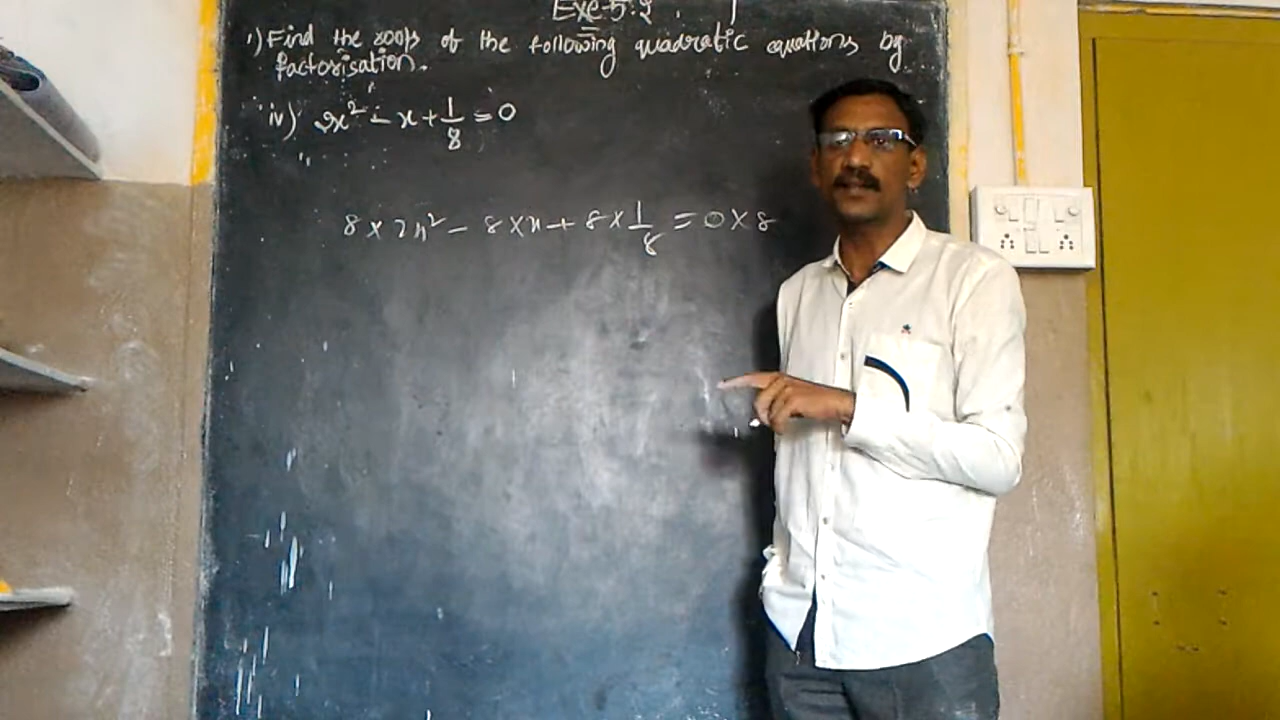 Exe-5.2
1) Find the roots of the following quadratic equations by
factorisation.
iv) 2x² - x + 1/8 = 0
8 × 2x² - 8 × x + 8 × 1/8 = 0 × 8